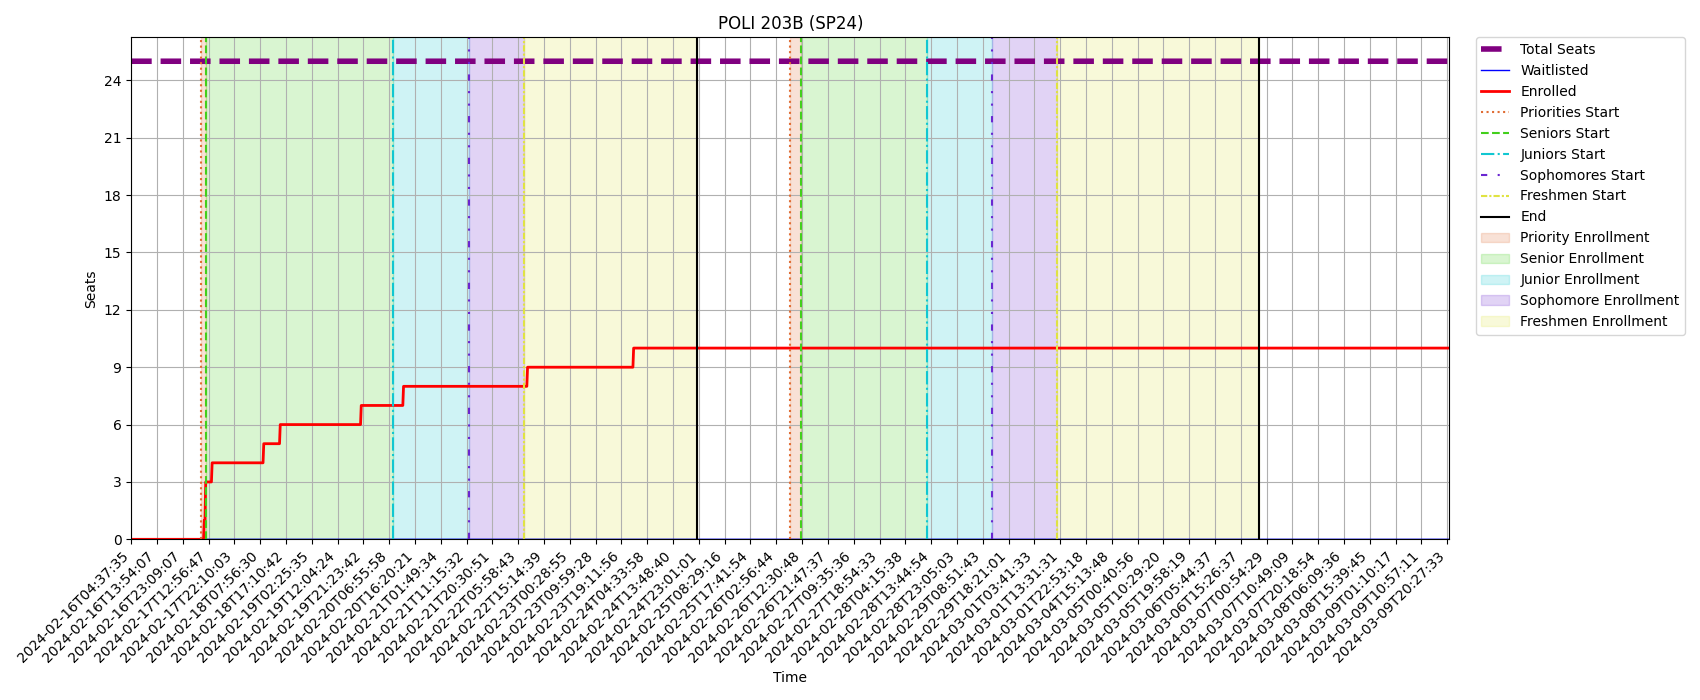 POLI 203B (SP24)
Total Seats
Waitlisted
Enrolled
Priorities Start
Seniors Start
Juniors Start
Sophomores Start
Freshmen Start
End
Priority Enrollment
Senior Enrollment
Junior Enrollment
Sophomore Enrollment
Freshmen Enrollment
Seats
24
21
18
15
12
9
6
3
0
2024-02-16T04:37:35
2024-02-16T13:54:07
2024-02-16T23:09:07
2024-02-17T12:56:47
2024-02-17T22:10:03
2024-02-18T07:56:30
2024-02-18T17:10:42
2024-02-19T02:25:35
2024-02-19T12:04:24
2024-02-19T21:23:42
2024-02-20T06:55:58
2024-02-20T16:20:21
2024-02-21T01:49:34
2024-02-21T11:15:32
2024-02-21T20:30:51
2024-02-22T05:58:43
2024-02-22T15:14:39
2024-02-23T00:28:55
2024-02-23T09:59:28
2024-02-23T19:11:56
2024-02-24T04:33:58
2024-02-24T13:48:40
2024-02-24T23:01:01
2024-02-25T08:29:16
2024-02-25T17:41:54
2024-02-26T02:56:44
2024-02-26T12:30:48
2024-02-26T21:47:37
2024-02-27T09:35:36
2024-02-27T18:54:33
2024-02-28T04:15:38
2024-02-28T13:44:54
2024-02-28T23:05:03
2024-02-29T08:51:43
2024-02-29T18:21:01
2024-03-01T03:41:33
2024-03-01T13:31:31
2024-03-01T22:53:18
2024-03-04T15:13:48
2024-03-05T00:40:56
2024-03-05T10:29:20
2024-03-05T19:58:19
2024-03-06T05:44:37
2024-03-06T15:26:37
2024-03-07T00:54:29
2024-03-07T10:49:09
2024-03-07T20:18:54
2024-03-08T06:09:36
2024-03-08T15:39:45
2024-03-09T01:10:17
2024-03-09T10:57:11
2024-03-09T20:27:33
Time